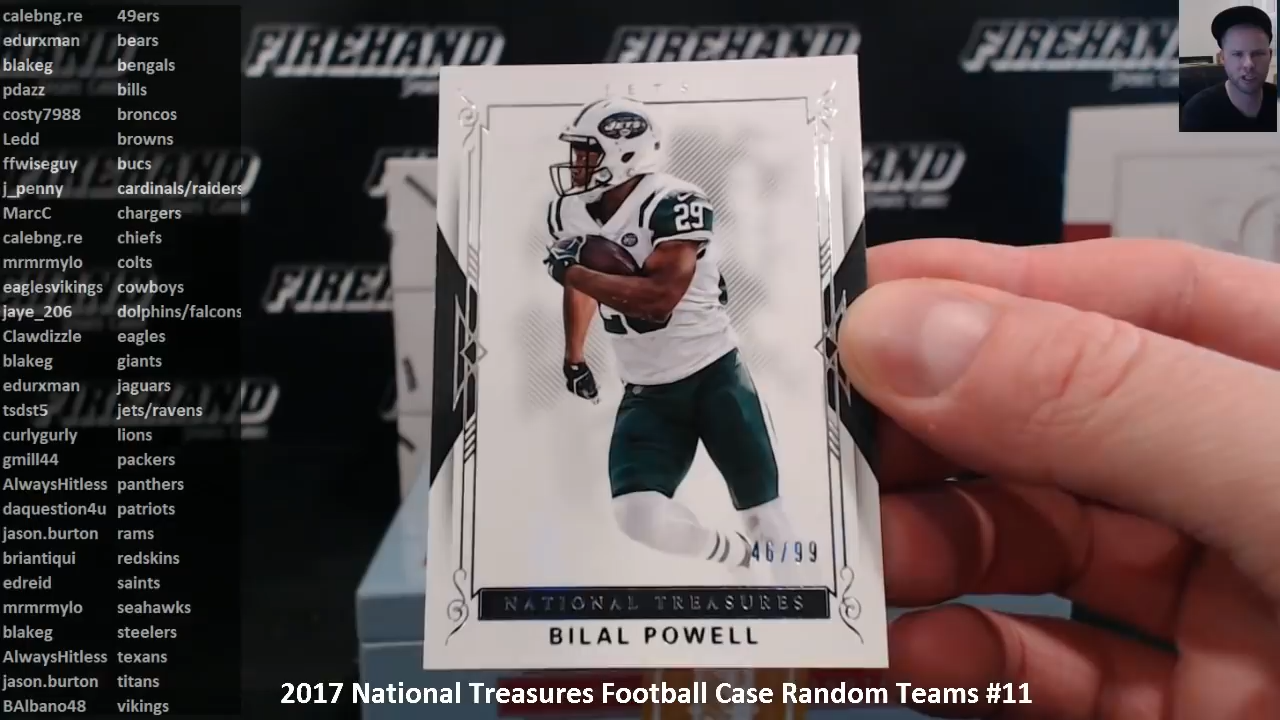 calebng.re 49ers
edurxman bears
blakeg bengals
pdazz bills
costy7988 broncos
Ledd browns
ffwiseguy bucs
j_penny cardinals/raiders
MarcC chargers
calebng.re chiefs
mrmrmylo colts
eaglesvikings cowboys
jaye_206 dolphins/falcons
Clawdizzle eagles
blakeg giants
edurxman jaguars
tsdst5 jets/ravens
curlygurly lions
gmill44 packers
AlwaysHitless panthers
daquestion4u patriots
jason.burton rams
briantiqui redskins
edreid saints
mrmrmylo seahawks
blakeg steelers
AlwaysHitless texans
jason.burton titans
BAlbano48 vikings
FIREHAND
FIREHAND
FIREHAND
FIREHAND
JETS
JETS
29
46/99
NATIONAL TREASURES
BILAL POWELL
2017 National Treasures Football Case Random Teams #11